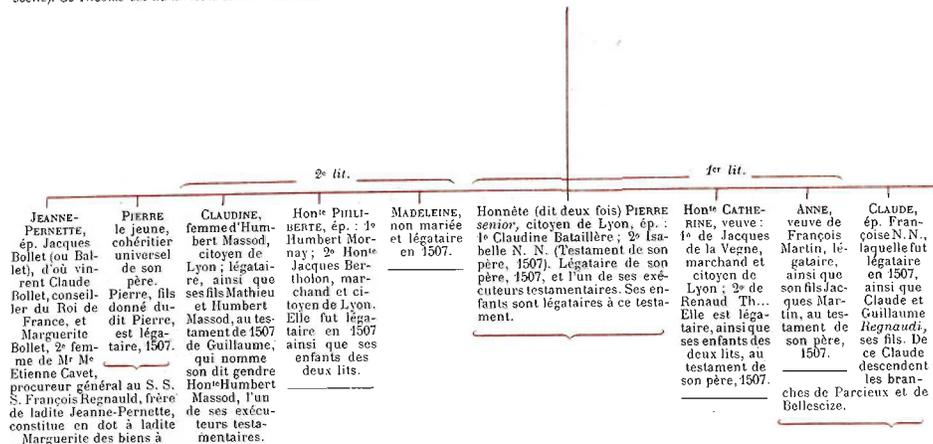 2e lit.
1er lit.
JEANNE-
PERNETTE,
ép. Jacques
Bollet (ou Bal-
let), d'où vin-
rent Claude
Bollet, conseil-
ler du Roi de
France, et
Marguerite
Bollet, 2e fem-
me de Mr Me
Etienne Cavet,
procureur général au S. S.
S. François Regnauld, frère
de ladite Jeanne-Pernette,
constitue en dot à ladite
Marguerite des biens à
PIERRE
le jeune,
cohéritier
universel
de son
père.
Pierre, fils
donné du-
dit Pierre,
est léga-
taire, 1507.
CLAUDINE,
femme d'Hum-
bert Massod,
citoyen de
Lyon ; légatai-
re, ainsi que
ses fils Mathieu
et Humbert
Massod, au tes-
tament de 1507
de Guillaume,
qui nomme
son dit gendre
Honte Humbert
Massod, l'un
de ses exécu-
teurs testa-
mentaires.
Honte PHILI-
BERTE, ép. : 1o
Humbert Mor-
nay ; 2o Honte
Jacques Ber-
tholon, mar-
chand et ci-
toyen de Lyon.
Elle fut léga-
taire en 1507
ainsi que ses
enfants des
deux lits.
MADELEINE,
non mariée
et légataire
en 1507.
Honnête (dit deux fois) PIERRE
senior, citoyen de Lyon, ép. :
1o Claudine Bataillère ; 2o Isa-
belle N. N. (Testament de son
père, 1507). Légataire de son
père, 1507, et l'un de ses exé-
cuteurs testamentaires. Ses en-
fants sont légataires à ce testa-
ment.
Honte CATHE-
RINE, veuve :
1o de Jacques
de la Vegne,
marchand et
citoyen de
Lyon ; 2o de
Renaud Th...
Elle est léga-
taire, ainsi que
ses enfants des
deux lits, au
testament de
son père, 1507.
ANNE,
veuve de
François
Martin, lé-
gataire,
ainsi que
son fils Jac-
ques Mar-
tin, au tes-
tament de
son père,
1507.
CLAUDE,
ép. Fran-
çoise N. N.,
laquelle fut
légataire
en 1507,
ainsi que
Claude et
Guillaume
Regnaudi,
ses fils. De
ce Claude
descendent
les bran-
ches de Parcieux et de
Bellescize.